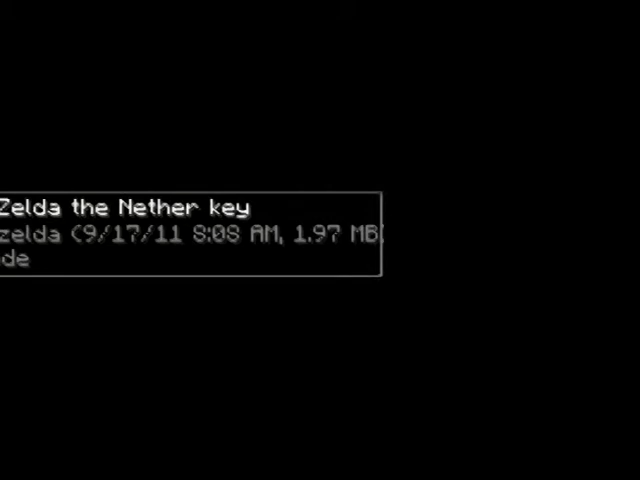 Zelda the Nether key
zelda (9/17/11 8:08 AM, 1.97 MB)
de